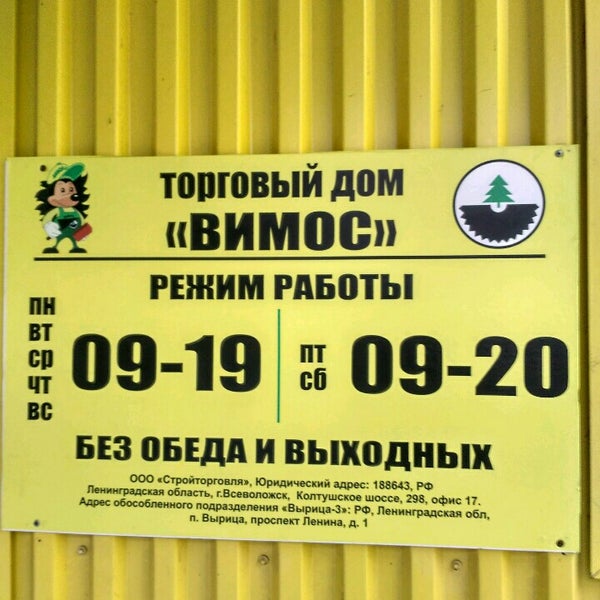 ТОРГОВЫЙ ДОМ
«ВИМОС»
РЕЖИМ РАБОТЫ
ПН
ВТ
СР
ЧТ
ВС
09-19
ПТ
СБ
09-20
БЕЗ ОБЕДА И ВЫХОДНЫХ
ООО «Стройторговля», Юридический адрес: 188643, РФ
Ленинградская область, г.Всеволожск, Колтушское шоссе, 298, офис 17.
Адрес обособленного подразделения «Вырица-3»: РФ, Ленинградская обл,
п. Вырица, проспект Ленина, д. 1